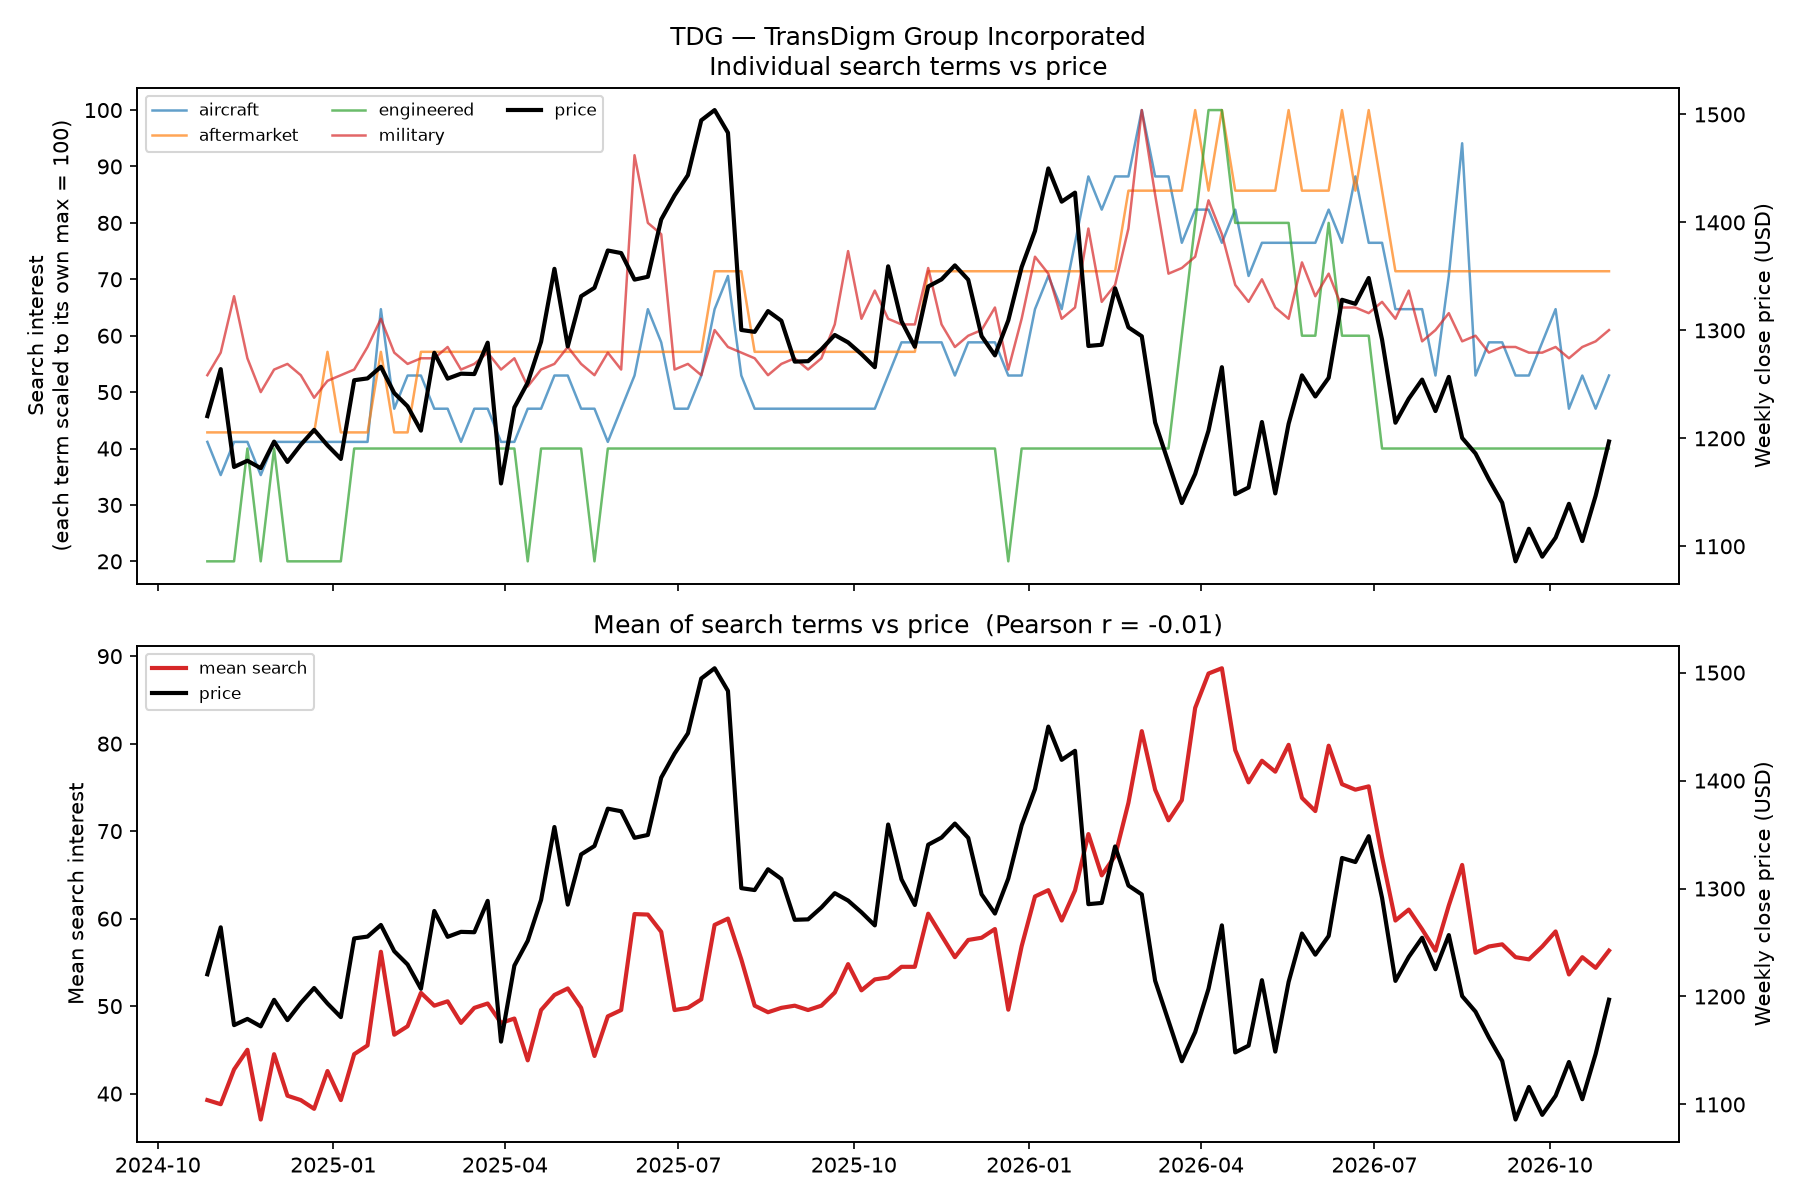 TDG — TransDigm Group Incorporated
Individual search terms vs price
aircraft
aftermarket
engineered
military
price
Search interest
(each term scaled to its own max = 100)
100
90
80
70
60
50
40
30
20
1500
1400
1300
1200
1100
Weekly close price (USD)
Mean of search terms vs price (Pearson r = -0.01)
mean search
price
Mean search interest
90
80
70
60
50
40
1500
1400
1300
1200
1100
Weekly close price (USD)
2024-10
2025-01
2025-04
2025-07
2025-10
2026-01
2026-04
2026-07
2026-10